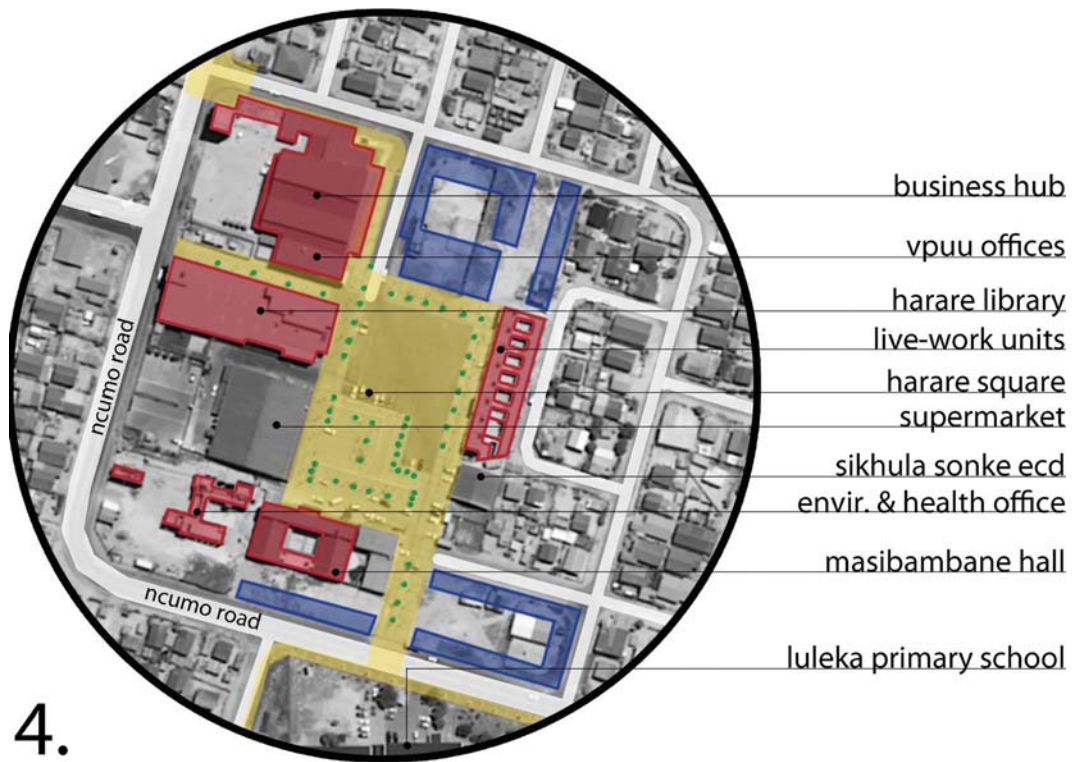 business hub
vpuu offices
harare library
live-work units
harare square
supermarket
sikhula sonke ecd
envir. & health office
masibambane hall
luleka primary school
ncumo road
ncumo road
4.